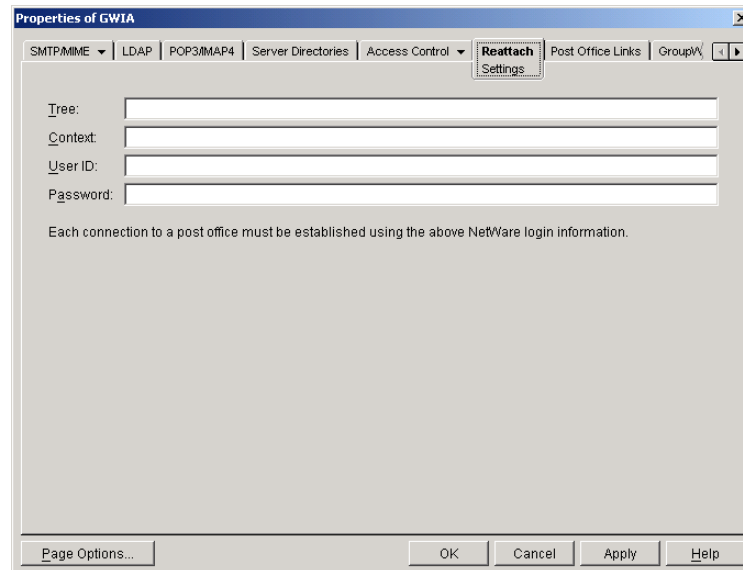 Properties of GWIA
SMTP/MIME LDAP POP3/IMAP4 Server Directories Access Control Reattach Post Office Links GroupW
Settings
Tree:
Context:
User ID:
Password:
Each connection to a post office must be established using the above NetWare login information.
Page Options... OK Cancel Apply Help